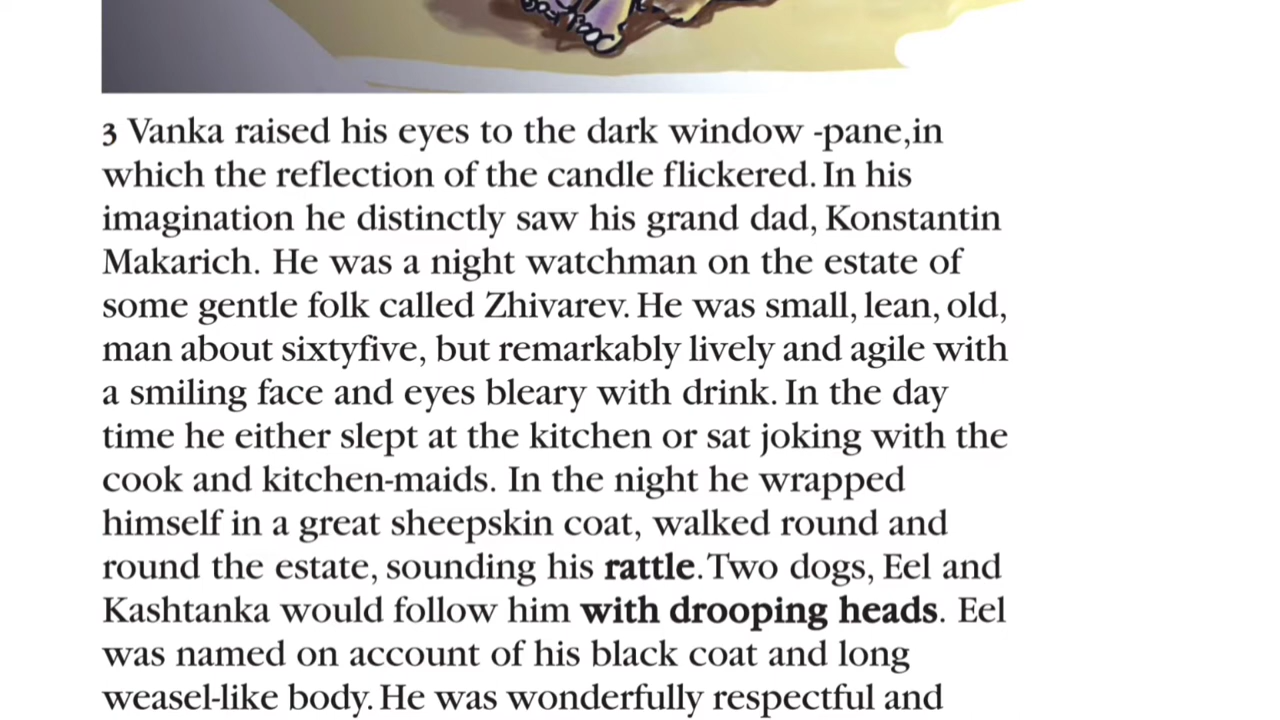 3 Vanka raised his eyes to the dark window -pane,in
which the reflection of the candle flickered. In his
imagination he distinctly saw his grand dad, Konstantin
Makarich. He was a night watchman on the estate of
some gentle folk called Zhivarev. He was small, lean, old,
man about sixtyfive, but remarkably lively and agile with
a smiling face and eyes bleary with drink. In the day
time he either slept at the kitchen or sat joking with the
cook and kitchen-maids. In the night he wrapped
himself in a great sheepskin coat, walked round and
round the estate, sounding his rattle. Two dogs, Eel and
Kashtanka would follow him with drooping heads. Eel
was named on account of his black coat and long
weasel-like body. He was wonderfully respectful and